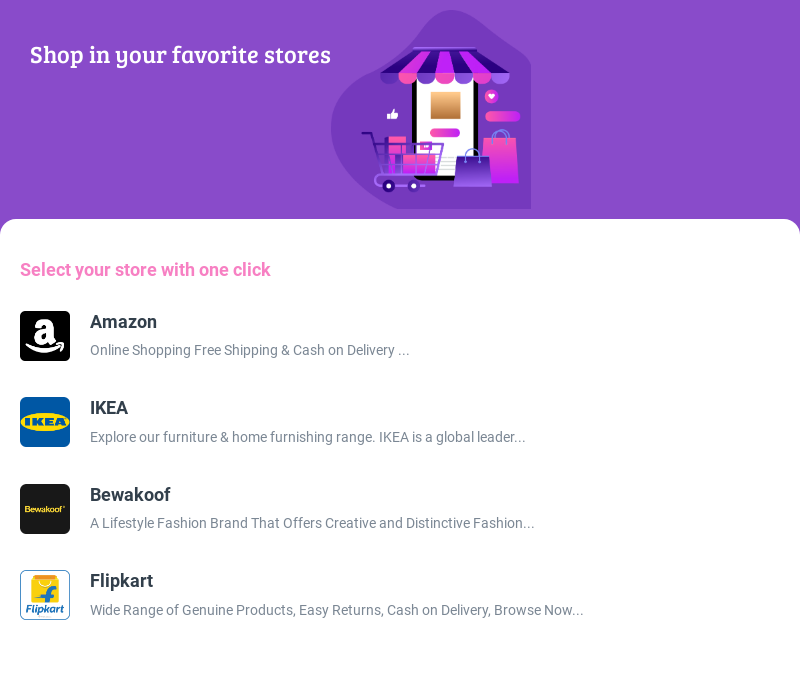 Shop in your favorite stores
Select your store with one click
Amazon
Online Shopping Free Shipping & Cash on Delivery ...
IKEA
IKEA
Explore our furniture & home furnishing range. IKEA is a global leader...
Bewakoof
Bewakoof
A Lifestyle Fashion Brand That Offers Creative and Distinctive Fashion...
Flipkart
Flipkart
Wide Range of Genuine Products, Easy Returns, Cash on Delivery, Browse Now...